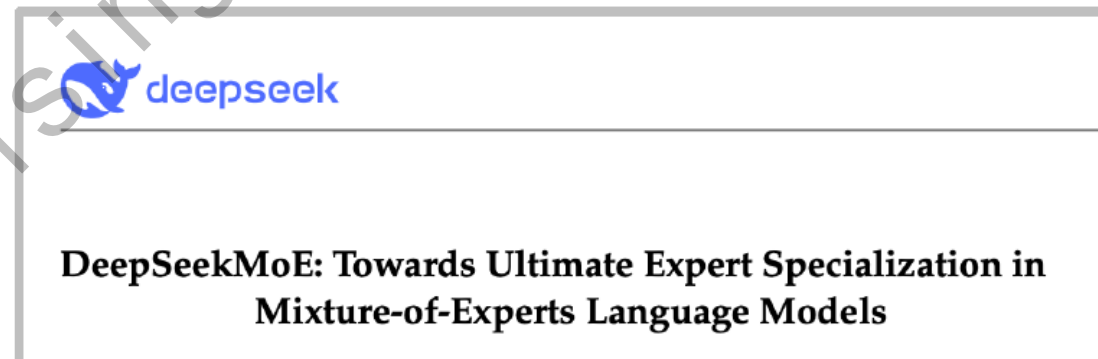 deepseek
DeepSeekMoE: Towards Ultimate Expert Specialization in
Mixture-of-Experts Language Models